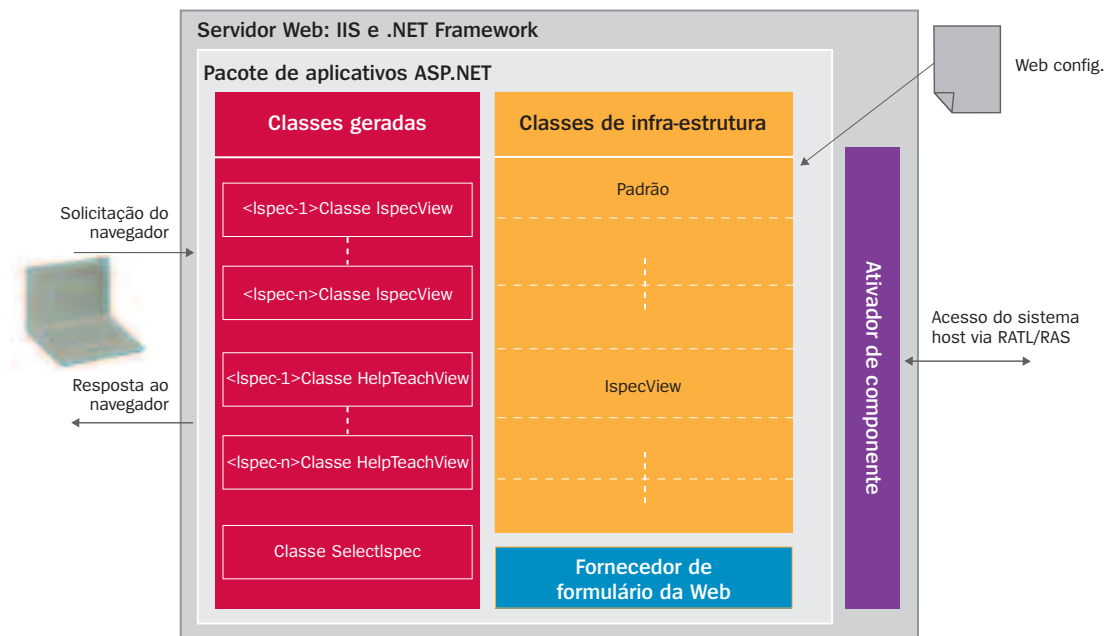 Servidor Web: IIS e .NET Framework
Pacote de aplicativos ASP.NET
Web config.
Classes geradas
Classes de infra-estrutura
<Ispec-1>Classe IspecView
<Ispec-n>Classe IspecView
<Ispec-1>Classe HelpTeachView
<Ispec-n>Classe HelpTeachView
Classe SelectIspec
Padrão
IspecView
Fornecedor de
formulário da Web
Ativador de componente
Solicitação do
navegador
Resposta ao
navegador
Acesso do sistema
host via RATL/RAS